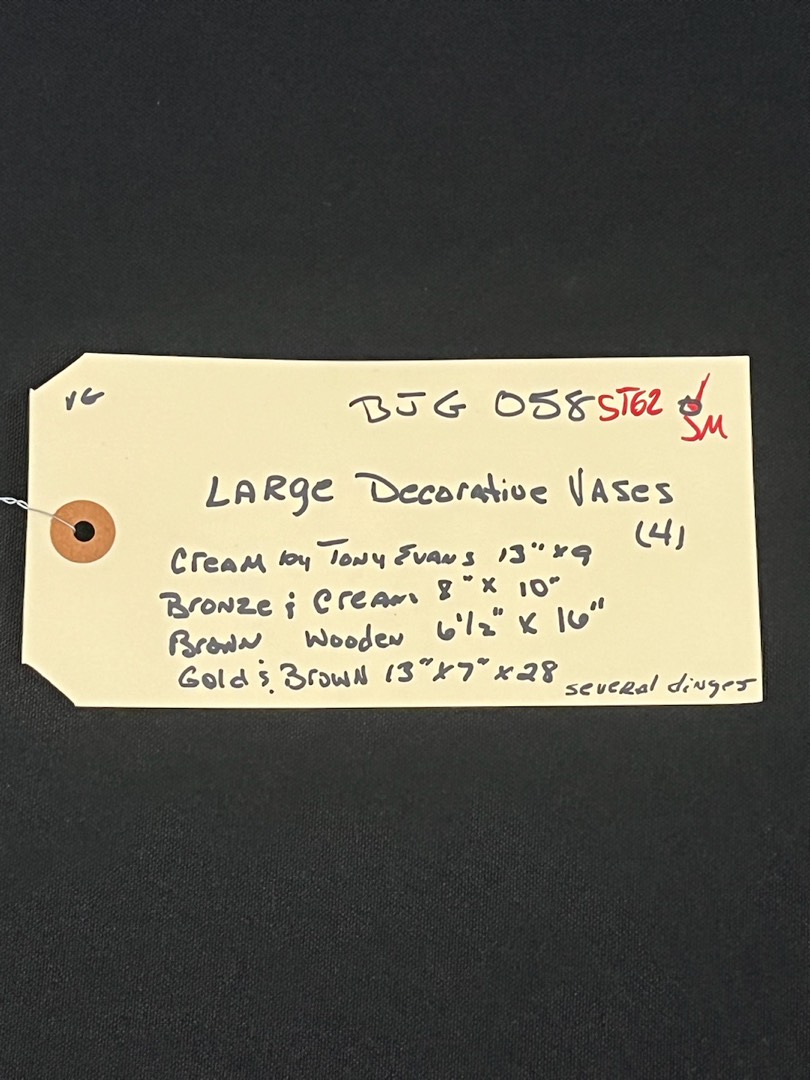 VG
BJG 058 ST62
SM
LARge Decorative VAses
(4)
Cream by Tony Evans 13" x 9
Bronze & Cream 8" x 10"
Brown Wooden 6 1/2" x 16"
Gold & Brown 13" x 7" x 28
several dinges